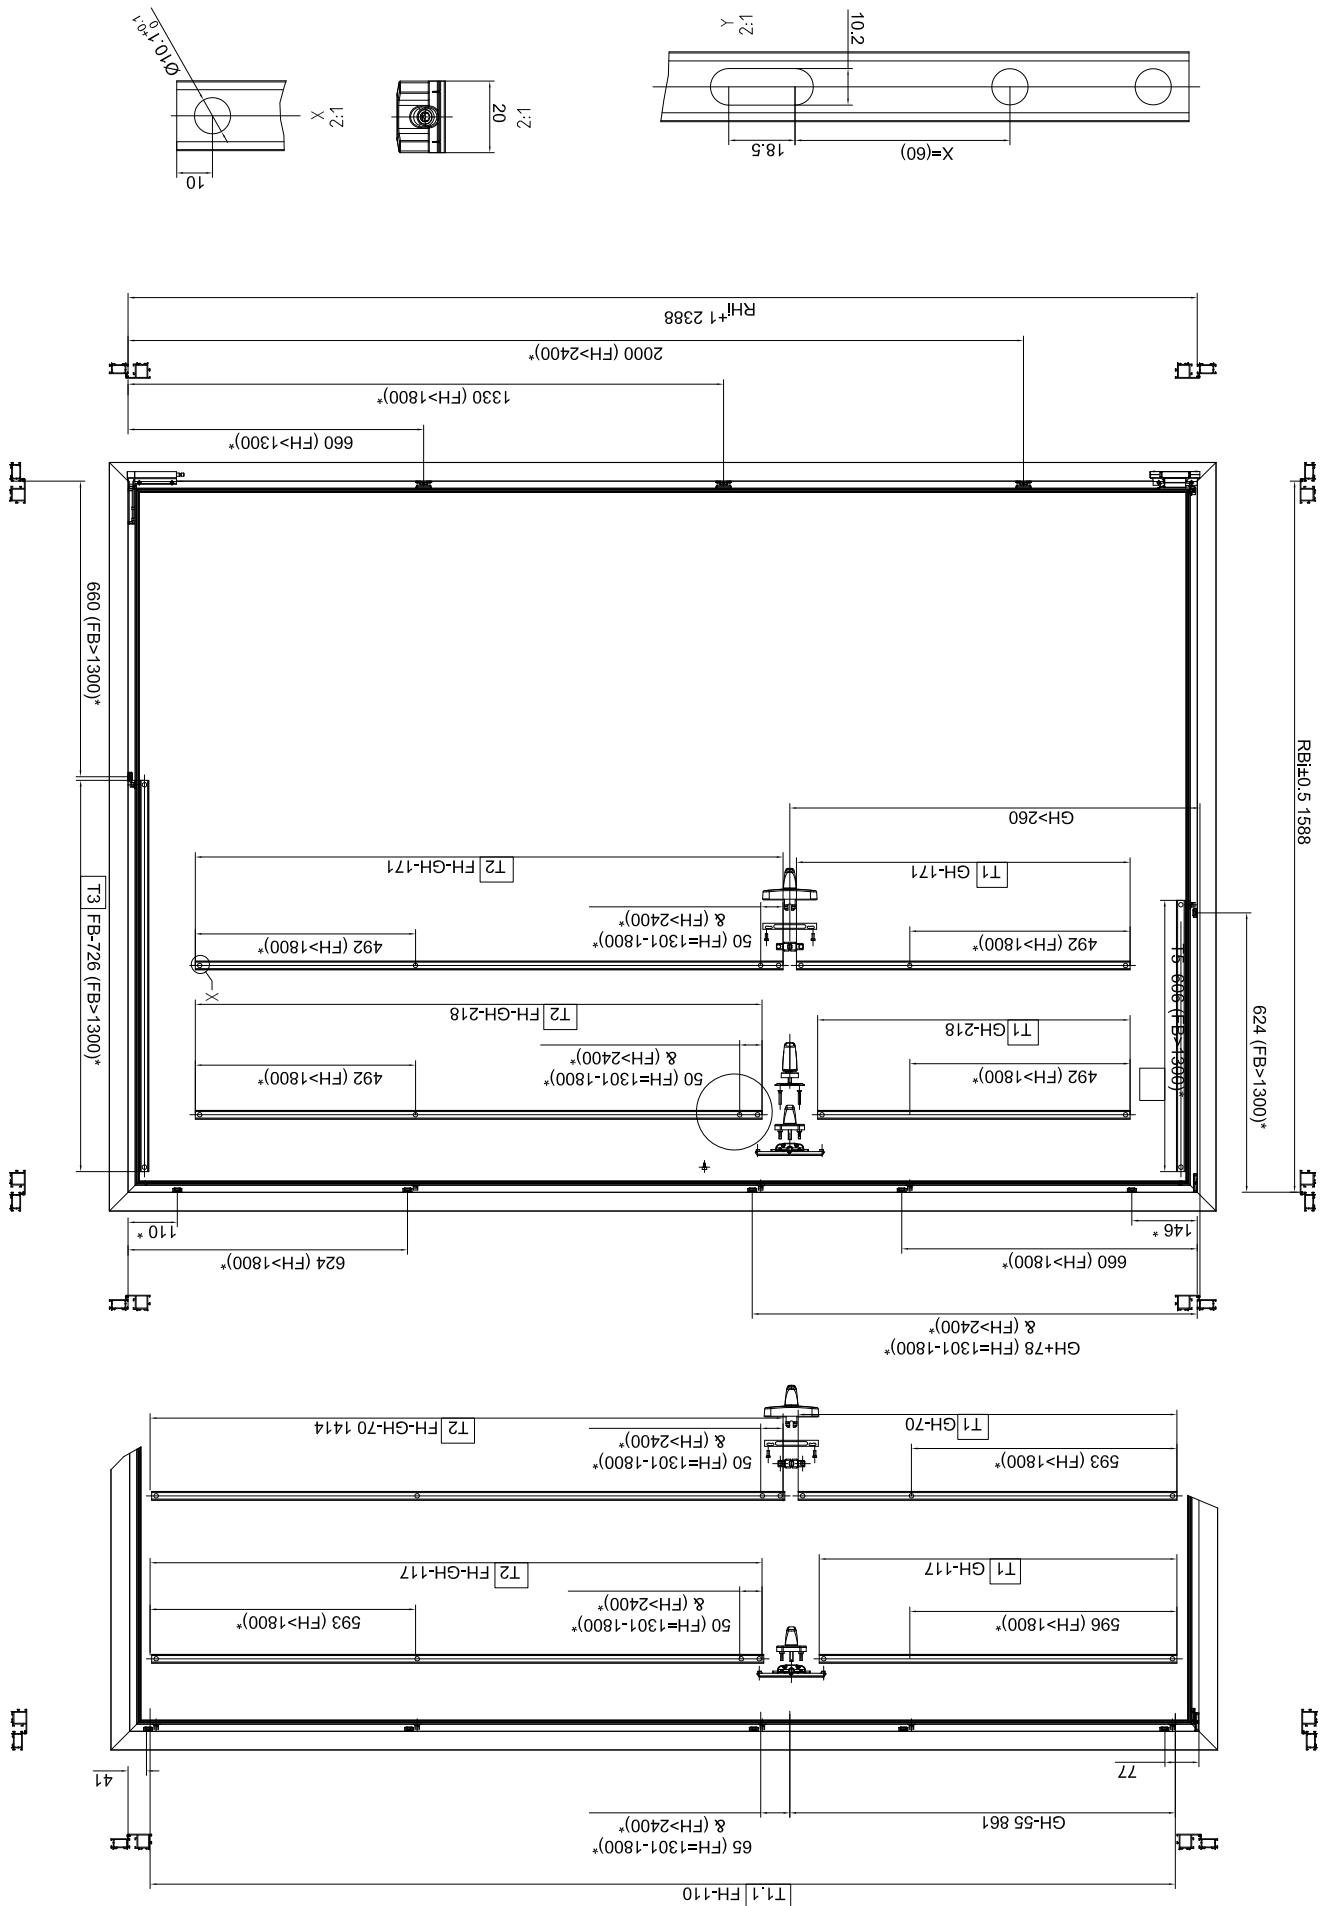 Y
2:1
10.2
18.5
X=(60)
20
2:1
X
2:1
Ø10.1+0.1 0
10
RHi+1 2388
2000 (FH>2400)*
1330 (FH>1800)*
660 (FH>1300)*
660 (FB>1300)*
T3 FB-726 (FB>1300)*
RBi±0.5 1588
624 (FB>1300)*
T5 606 (FB>1300)*
GH>260
T1 GH-171
T2 FH-GH-171
50 (FH=1301-1800)*
& (FH>2400)*
492 (FH>1800)*
492 (FH>1800)*
X
T1 GH-218
T2 FH-GH-218
50 (FH=1301-1800)*
& (FH>2400)*
492 (FH>1800)*
492 (FH>1800)*
146 *
110 *
660 (FH>1800)*
624 (FH>1800)*
GH+78 (FH=1301-1800)*
& (FH>2400)*
T1 GH-70
T2 FH-GH-70 1414
50 (FH=1301-1800)*
& (FH>2400)*
593 (FH>1800)*
T1 GH-117
T2 FH-GH-117
50 (FH=1301-1800)*
& (FH>2400)*
596 (FH>1800)*
593 (FH>1800)*
77
41
GH-55 861
65 (FH=1301-1800)*
& (FH>2400)*
T1.1 FH-110